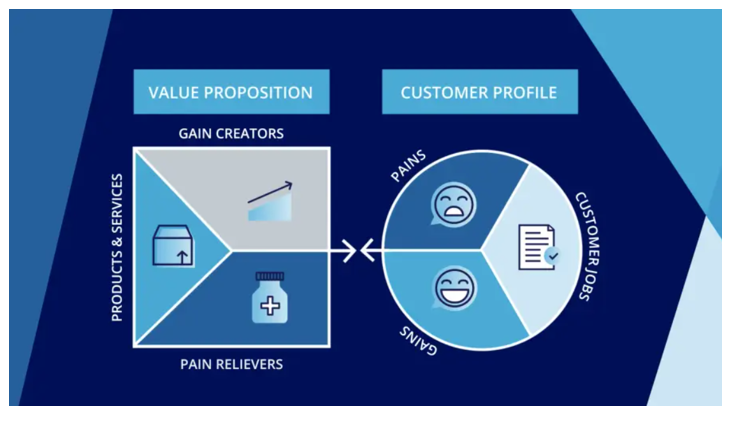 VALUE PROPOSITION
CUSTOMER PROFILE
GAIN CREATORS
PRODUCTS & SERVICES
PAIN RELIEVERS
PAINS
CUSTOMER JOBS
GAINS